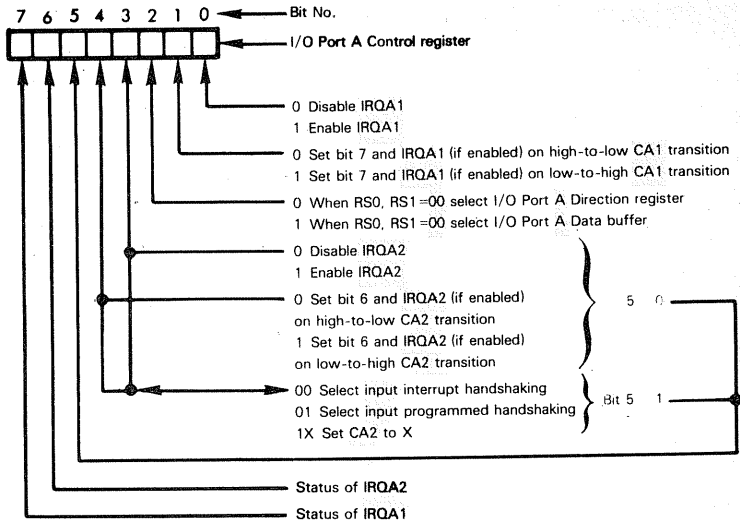 7 6 5 4 3 2 1 0 Bit No.
I/O Port A Control register
0 Disable IRQA1
1 Enable IRQA1
0 Set bit 7 and IRQA1 (if enabled) on high-to-low CA1 transition
1 Set bit 7 and IRQA1 (if enabled) on low-to-high CA1 transition
0 When RS0, RS1 =00 select I/O Port A Direction register
1 When RS0, RS1 =00 select I/O Port A Data buffer
0 Disable IRQA2
1 Enable IRQA2
0 Set bit 6 and IRQA2 (if enabled)
on high-to-low CA2 transition
1 Set bit 6 and IRQA2 (if enabled)
on low-to-high CA2 transition
5 0
00 Select input interrupt handshaking
01 Select input programmed handshaking
1X Set CA2 to X
Bit 5 1
Status of IRQA2
Status of IRQA1